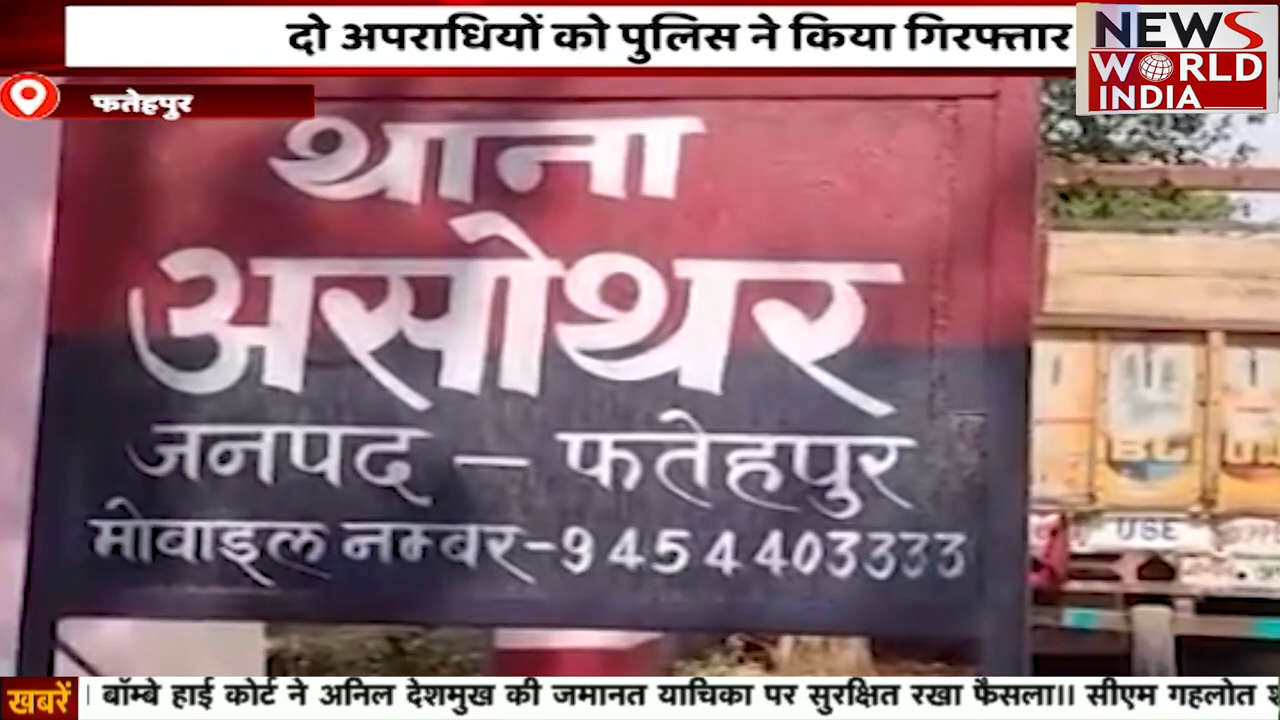 दो अपराधियों को पुलिस ने किया गिरफ्तार
NEWS
WORLD
INDIA
फतेहपुर
थाना
असोथर
जनपद - फतेहपुर
मोवाइल नम्बर-9454403333
USE
खबरें
बॉम्बे हाई कोर्ट ने अनिल देशमुख की जमानत याचिका पर सुरक्षित रखा फैसला।। सीएम गहलोत